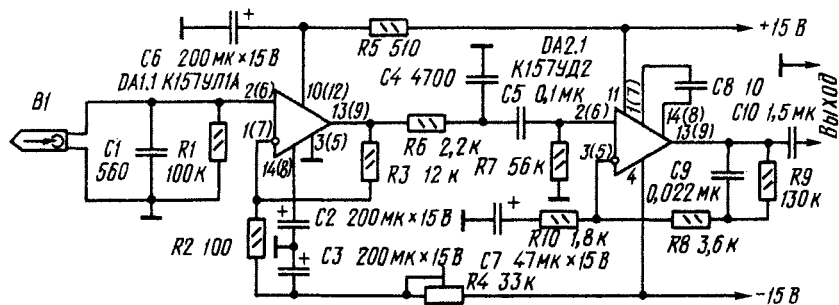 C6 200 мк × 15 В
R5 510
+15 В
DA1.1 К157УЛ1А
DA2.1
К157УД2
B1
2(6)
10(12)
13(9)
1(7)
3(5)
14(8)
C4 4700
C5 0,1 мк
2(6)
11
1(7)
C8 10
14(8)
13(9)
C10 1,5 мк
Выход
C1
560
R1
100 к
R3 12 к
R6 2,2 к
R7
56 к
3(5)
4
C9
0,022 мк
R9
130 к
C2 200 мк × 15 В
R2 100
C3 200 мк × 15 В
R10 1,8 к
C7 47 мк × 15 В
R8 3,6 к
R4 33 к
−15 В